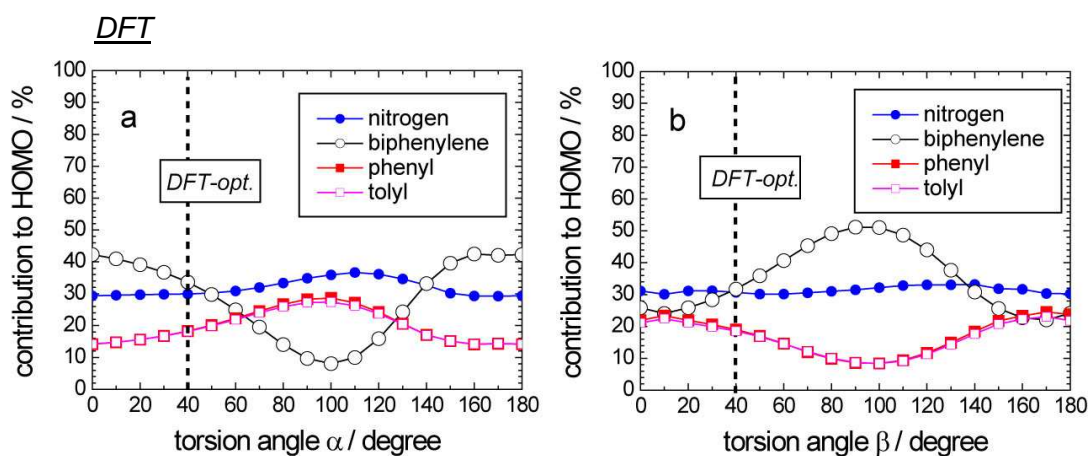 DFT
100
90
80
70
60
50
40
30
20
10
0
contribution to HOMO / %
a
nitrogen
biphenylene
phenyl
tolyl
DFT-opt.
0 20 40 60 80 100 120 140 160 180
torsion angle α / degree
100
90
80
70
60
50
40
30
20
10
0
contribution to HOMO / %
b
nitrogen
biphenylene
phenyl
tolyl
DFT-opt.
0 20 40 60 80 100 120 140 160 180
torsion angle β / degree